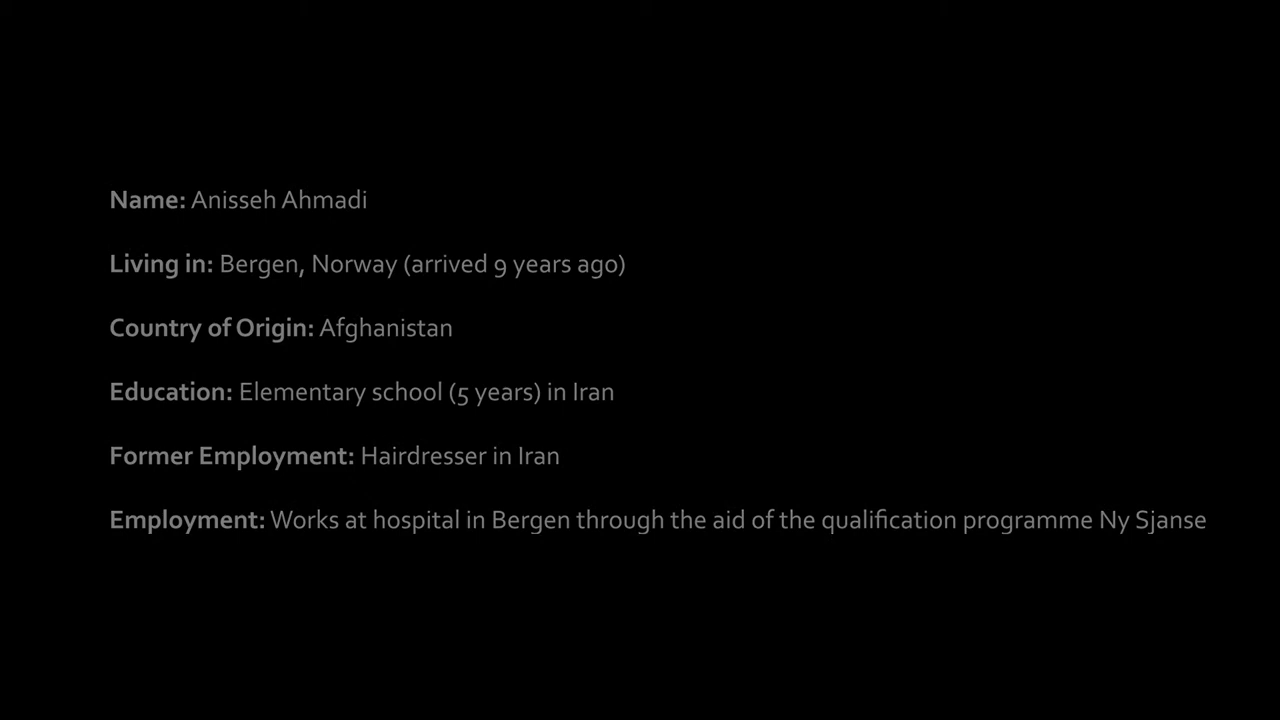 Name: Anisseh Ahmadi
Living in: Bergen, Norway (arrived 9 years ago)
Country of Origin: Afghanistan
Education: Elementary school (5 years) in Iran
Former Employment: Hairdresser in Iran
Employment: Works at hospital in Bergen through the aid of the qualification programme Ny Sjanse